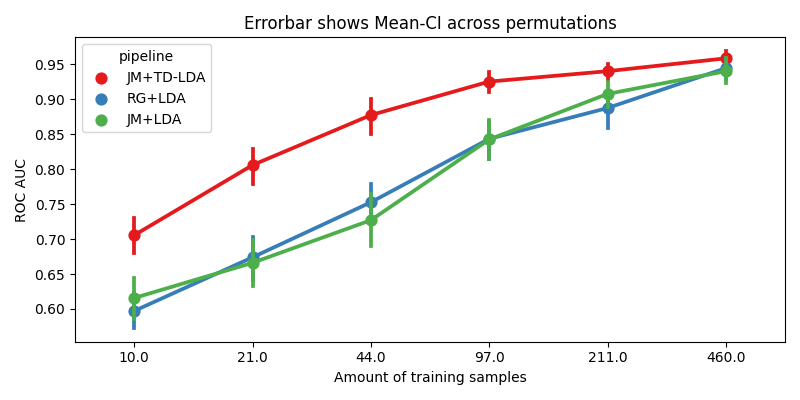 Errorbar shows Mean-CI across permutations
pipeline
JM+TD-LDA
RG+LDA
JM+LDA
ROC AUC
0.95
0.90
0.85
0.80
0.75
0.70
0.65
0.60
10.0 21.0 44.0 97.0 211.0 460.0
Amount of training samples